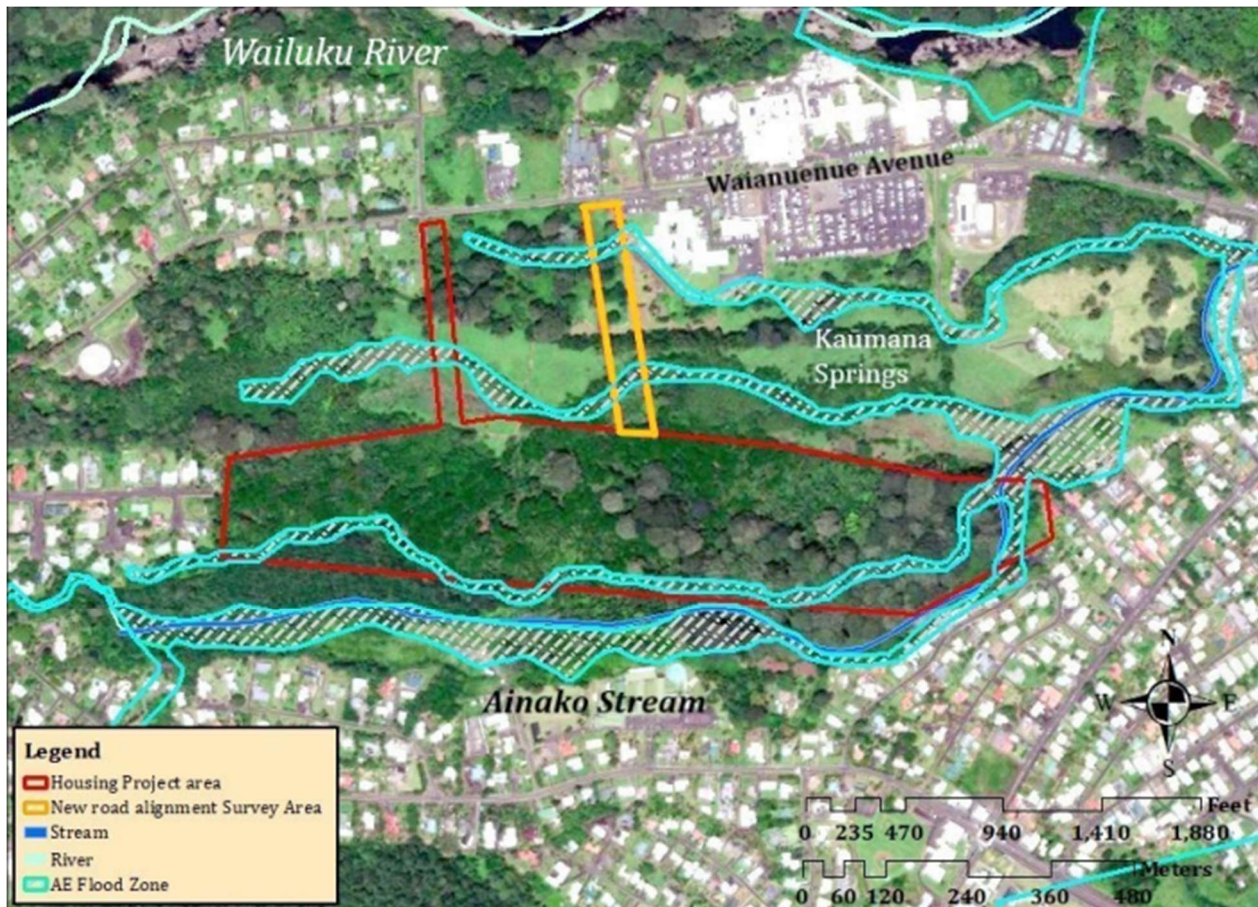 Wailuku River
Waianuenue Avenue
Kaumana
Springs
Ainako Stream
N
W E
S
Legend
Housing Project area
New road alignment Survey Area
Stream
River
AE Flood Zone
Feet
0 235 470 940 1,410 1,880
Meters
0 60 120 240 360 480